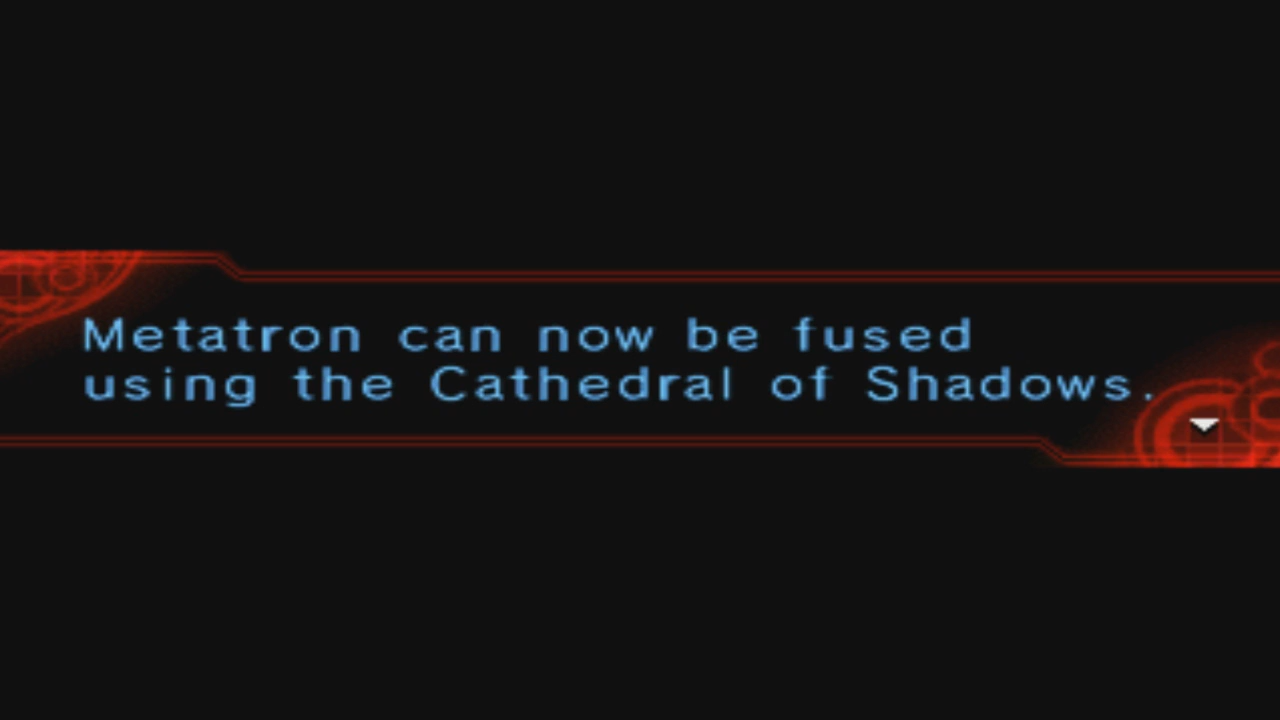 Metatron can now be fused
using the Cathedral of Shadows.